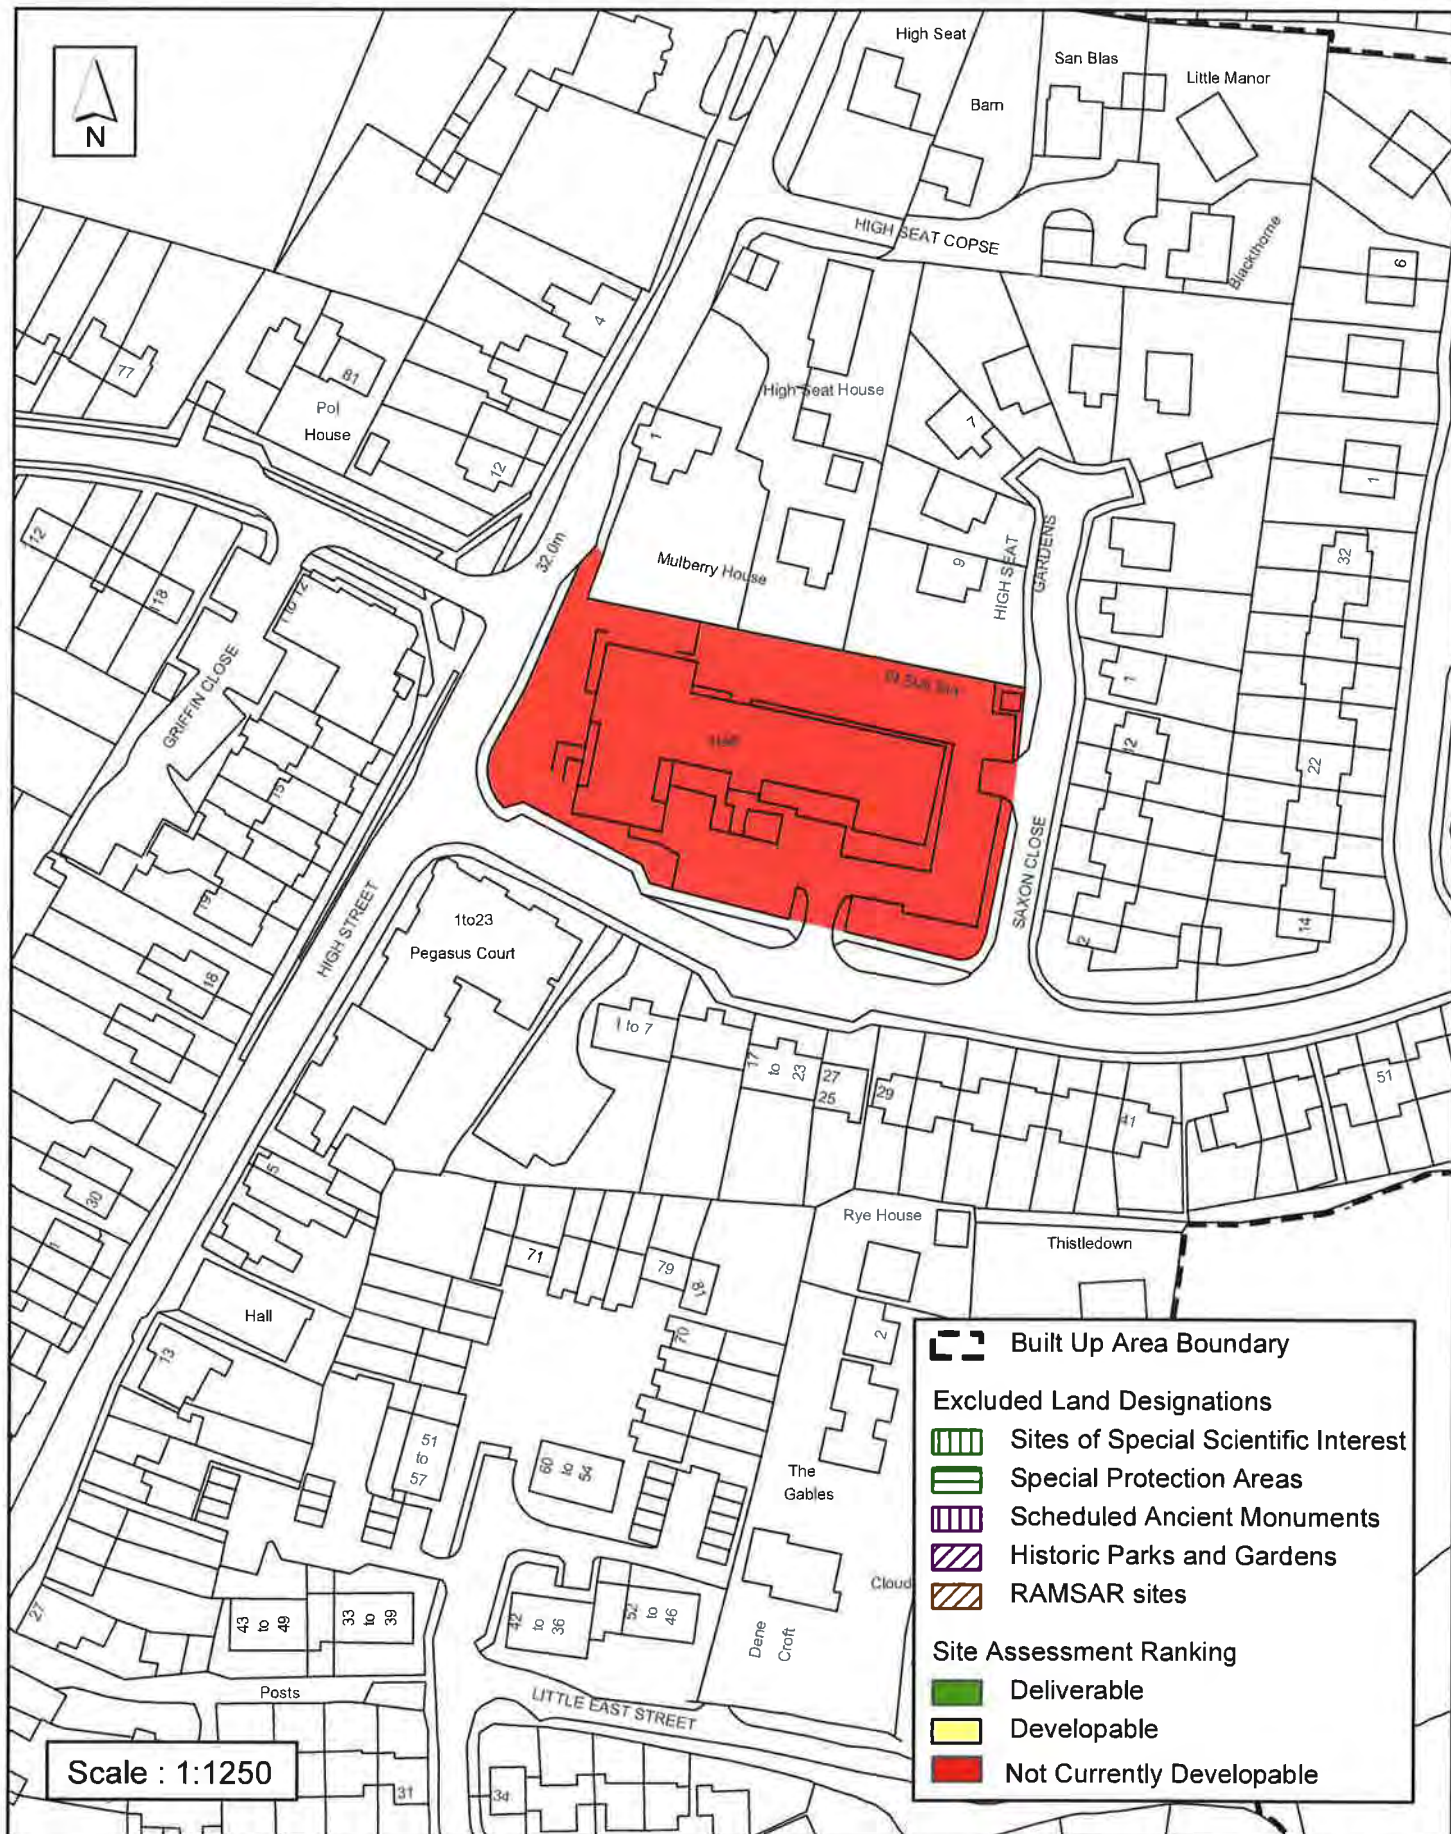 High Seat
San Blas
Little Manor
Barn
N
HIGH SEAT COPSE
Blackthorne
6
4
77
81
Pol
House
High Seat House
1
7
12
1
12
118
32.0m
Mulberry House
9
HIGH SEAT
GARDENS
32
1 to 12
GRIFFIN CLOSE
El Sub Sta
Hall
1
12
22
15
SAXON CLOSE
HIGH STREET
19
1to23
Pegasus Court
2
14
18
1 to 7
17
to
23
27
25
29
41
51
5
30
1
Rye House
Thistledown
71
79
81
Hall
13
70
2
51
to
57
60
to
54
The
Gables
Cloud
27
43
to
49
33
to
39
42
to
36
52
to
46
Dene
Croft
Posts
LITTLE EAST STREET
31
34
Scale : 1:1250
Built Up Area Boundary
Excluded Land Designations
Sites of Special Scientific Interest
Special Protection Areas
Scheduled Ancient Monuments
Historic Parks and Gardens
RAMSAR sites
Site Assessment Ranking
Deliverable
Developable
Not Currently Developable